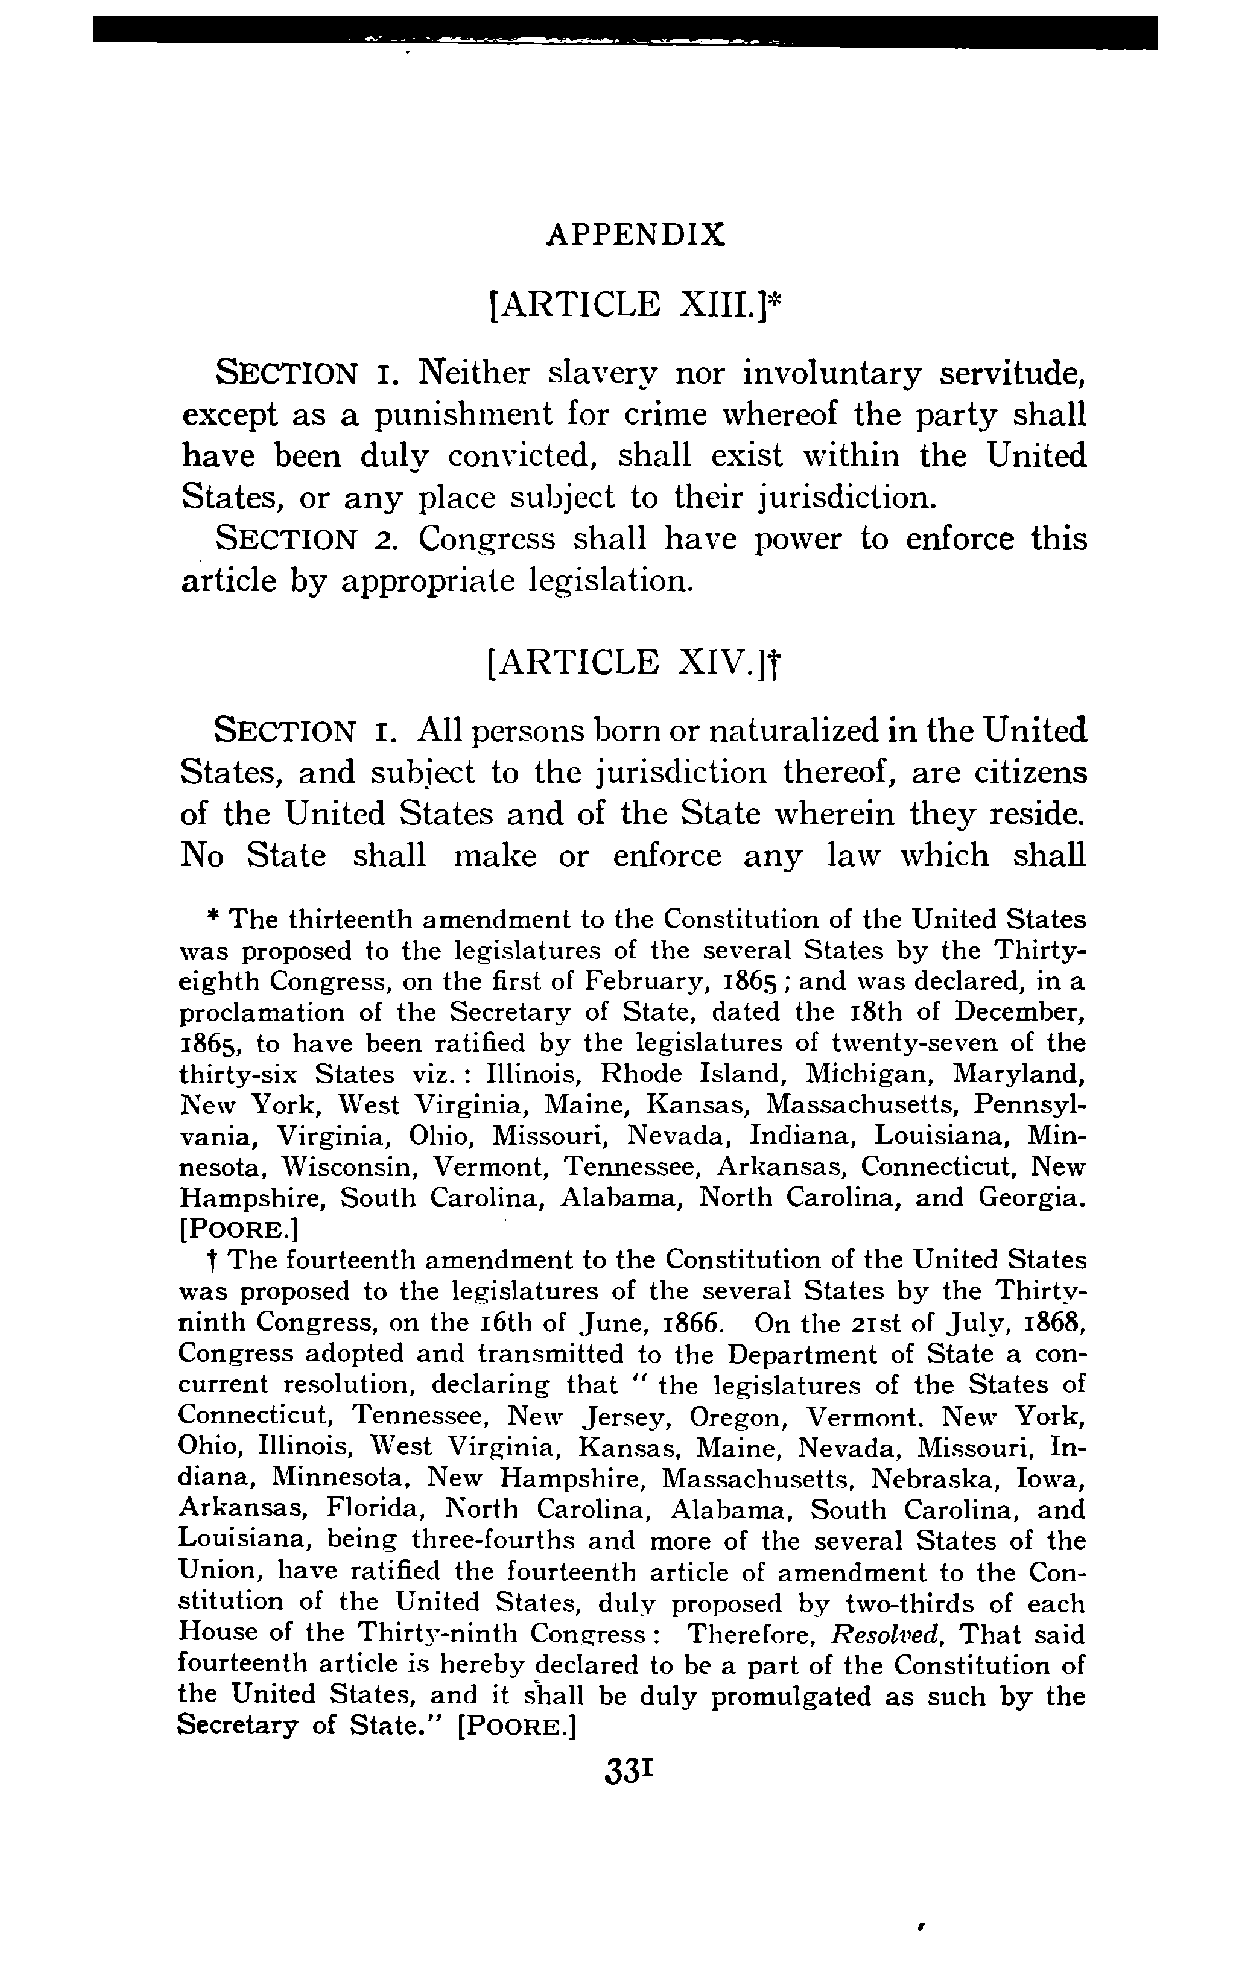 APPENDIX
[ARTICLE XIII.]*
SECTION 1. Neither slavery nor involuntary servitude,
except as a punishment for crime whereof the party shall
have been duly convicted, shall exist within the United
States, or any place subject to their jurisdiction.
SECTION 2. Congress shall have power to enforce this
article by appropriate legislation.
[ARTICLE XIV.]†
SECTION 1. All persons born or naturalized in the United
States, and subject to the jurisdiction thereof, are citizens
of the United States and of the State wherein they reside.
No State shall make or enforce any law which shall
* The thirteenth amendment to the Constitution of the United States
was proposed to the legislatures of the several States by the Thirty-
eighth Congress, on the first of February, 1865; and was declared, in a
proclamation of the Secretary of State, dated the 18th of December,
1865, to have been ratified by the legislatures of twenty-seven of the
thirty-six States viz. : Illinois, Rhode Island, Michigan, Maryland,
New York, West Virginia, Maine, Kansas, Massachusetts, Pennsyl-
vania, Virginia, Ohio, Missouri, Nevada, Indiana, Louisiana, Min-
nesota, Wisconsin, Vermont, Tennessee, Arkansas, Connecticut, New
Hampshire, South Carolina, Alabama, North Carolina, and Georgia.
[POORE.]
† The fourteenth amendment to the Constitution of the United States
was proposed to the legislatures of the several States by the Thirty-
ninth Congress, on the 16th of June, 1866. On the 21st of July, 1868,
Congress adopted and transmitted to the Department of State a con-
current resolution, declaring that " the legislatures of the States of
Connecticut, Tennessee, New Jersey, Oregon, Vermont. New York,
Ohio, Illinois, West Virginia, Kansas, Maine, Nevada, Missouri, In-
diana, Minnesota, New Hampshire, Massachusetts, Nebraska, Iowa,
Arkansas, Florida, North Carolina, Alabama, South Carolina, and
Louisiana, being three-fourths and more of the several States of the
Union, have ratified the fourteenth article of amendment to the Con-
stitution of the United States, duly proposed by two-thirds of each
House of the Thirty-ninth Congress : Therefore, Resolved, That said
fourteenth article is hereby declared to be a part of the Constitution of
the United States, and it shall be duly promulgated as such by the
Secretary of State." [POORE.]
331